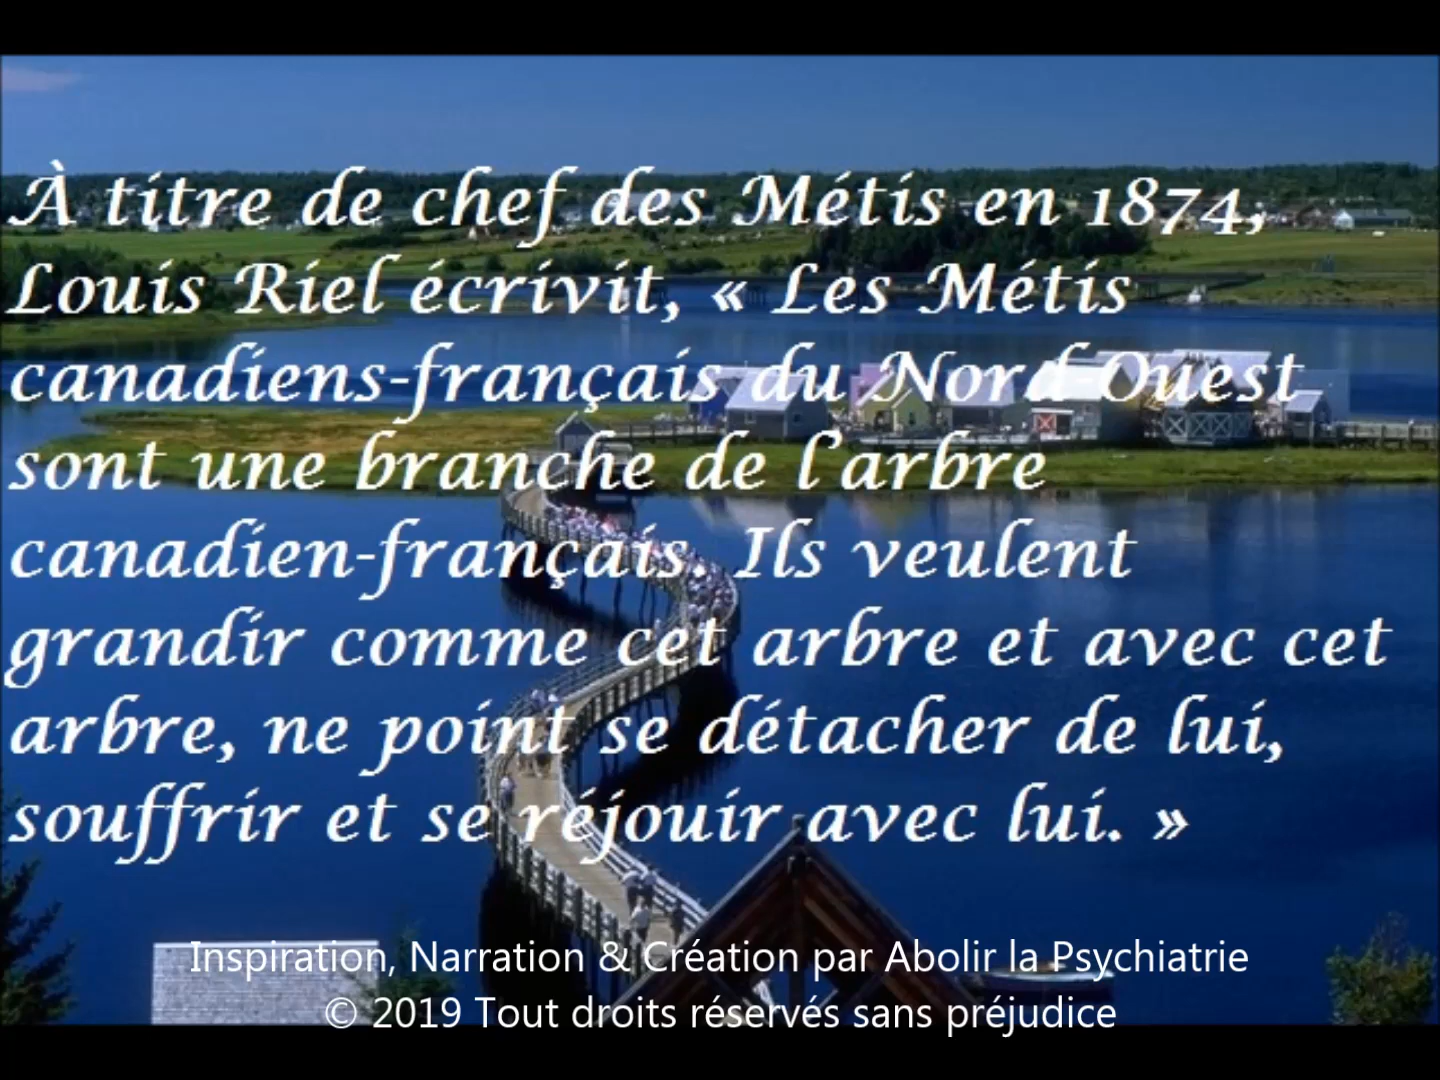 À titre de chef des Métis en 1874,
Louis Riel écrivit, « Les Métis
canadiens-français du Nord-Ouest
sont une branche de l’arbre
canadien-français. Ils veulent
grandir comme cet arbre et avec cet
arbre, ne point se détacher de lui,
souffrir et se réjouir avec lui. »
Inspiration, Narration & Création par Abolir la Psychiatrie
© 2019 Tout droits réservés sans préjudice